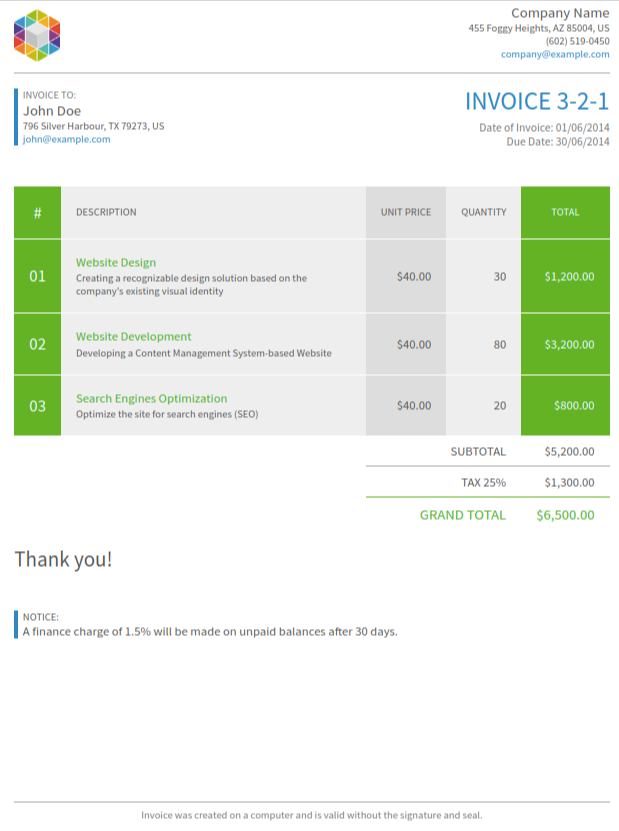 Company Name
455 Foggy Heights, AZ 85004, US
(602) 519-0450
company@example.com
INVOICE TO:
John Doe
796 Silver Harbour, TX 79273, US
john@example.com
INVOICE 3-2-1
Date of Invoice: 01/06/2014
Due Date: 30/06/2014
# DESCRIPTION UNIT PRICE QUANTITY TOTAL
01 Website Design
Creating a recognizable design solution based on the
company's existing visual identity
$40.00 30 $1,200.00
02 Website Development
Developing a Content Management System-based Website
$40.00 80 $3,200.00
03 Search Engines Optimization
Optimize the site for search engines (SEO)
$40.00 20 $800.00
SUBTOTAL $5,200.00
TAX 25% $1,300.00
GRAND TOTAL $6,500.00
Thank you!
NOTICE:
A finance charge of 1.5% will be made on unpaid balances after 30 days.
Invoice was created on a computer and is valid without the signature and seal.